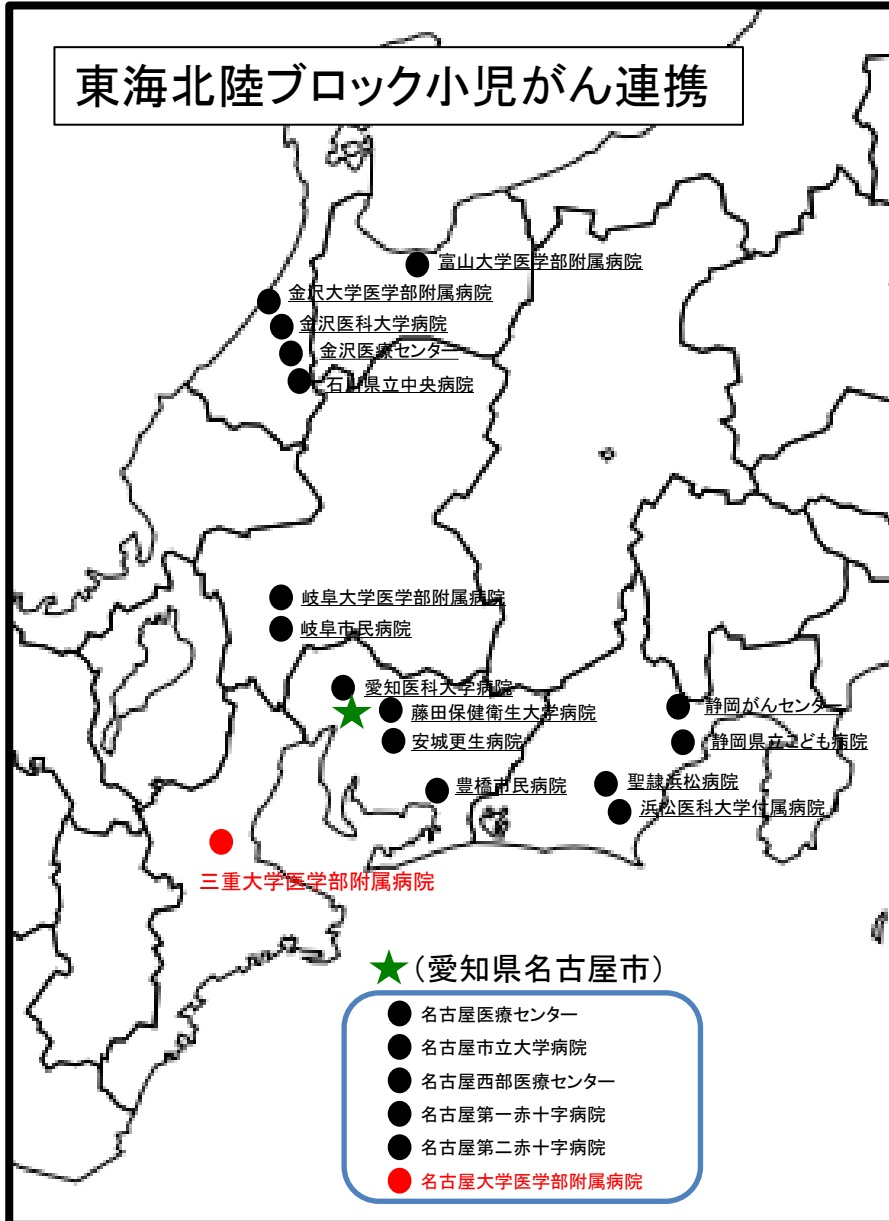 東海北陸ブロック小児がん連携
富山大学医学部附属病院
金沢大学医学部附属病院
金沢医科大学病院
金沢医療センター
石川県立中央病院
岐阜大学医学部附属病院
岐阜市民病院
愛知医科大学病院
藤田保健衛生大学病院
静岡がんセンター
安城更生病院
静岡県立こども病院
豊橋市民病院
聖隷浜松病院
浜松医科大学付属病院
三重大学医学部附属病院
★(愛知県名古屋市)
● 名古屋医療センター
● 名古屋市立大学病院
● 名古屋西部医療センター
● 名古屋第一赤十字病院
● 名古屋第二赤十字病院
● 名古屋大学医学部附属病院